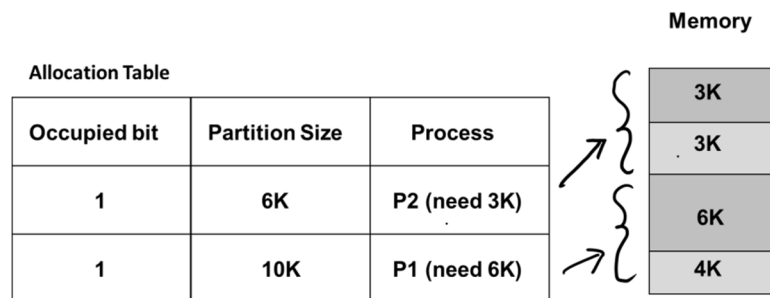 Memory
Allocation Table
Occupied bit Partition Size Process
1 6K P2 (need 3K)
1 10K P1 (need 6K)
3K
3K
6K
4K